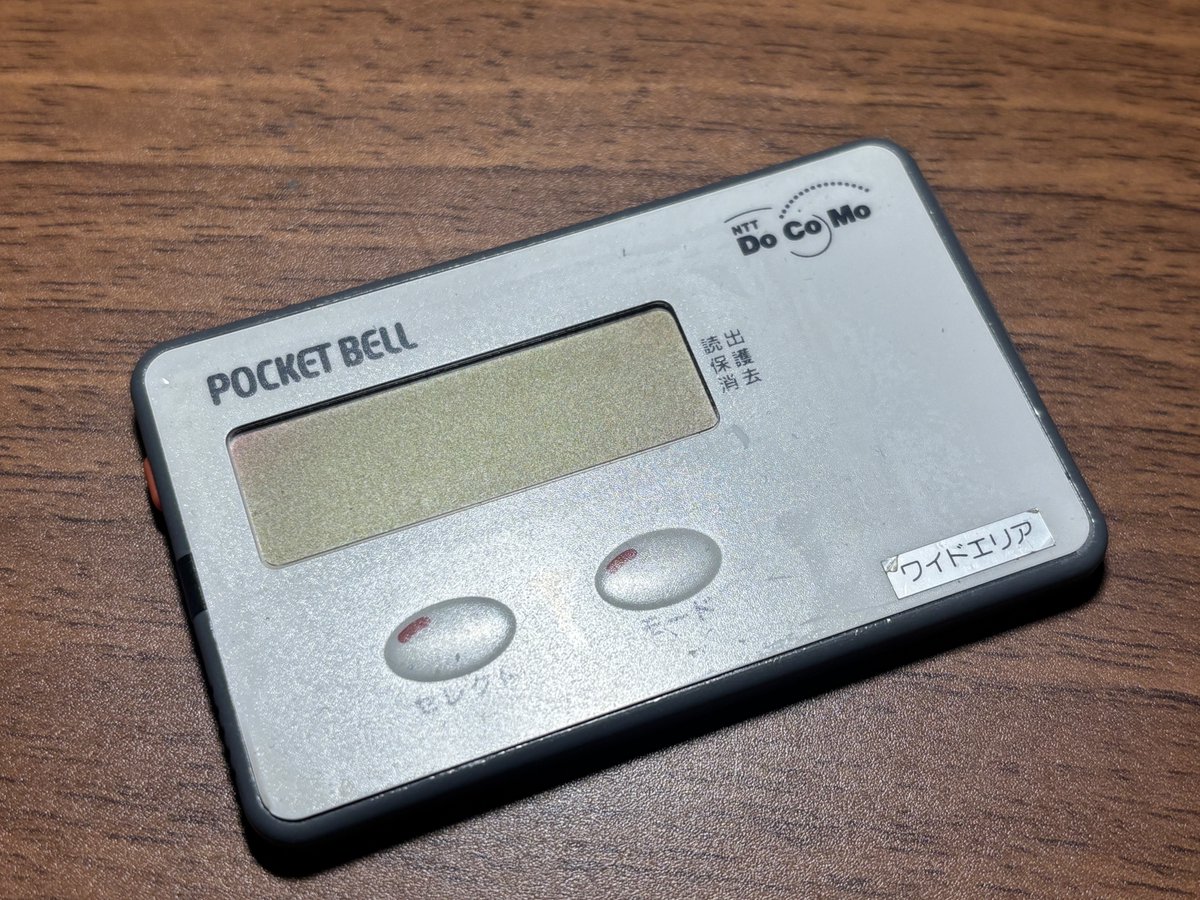 NTT
DoCoMo
POCKET BELL
読出
保護
消去
ワイドエリア
モード
セレクト